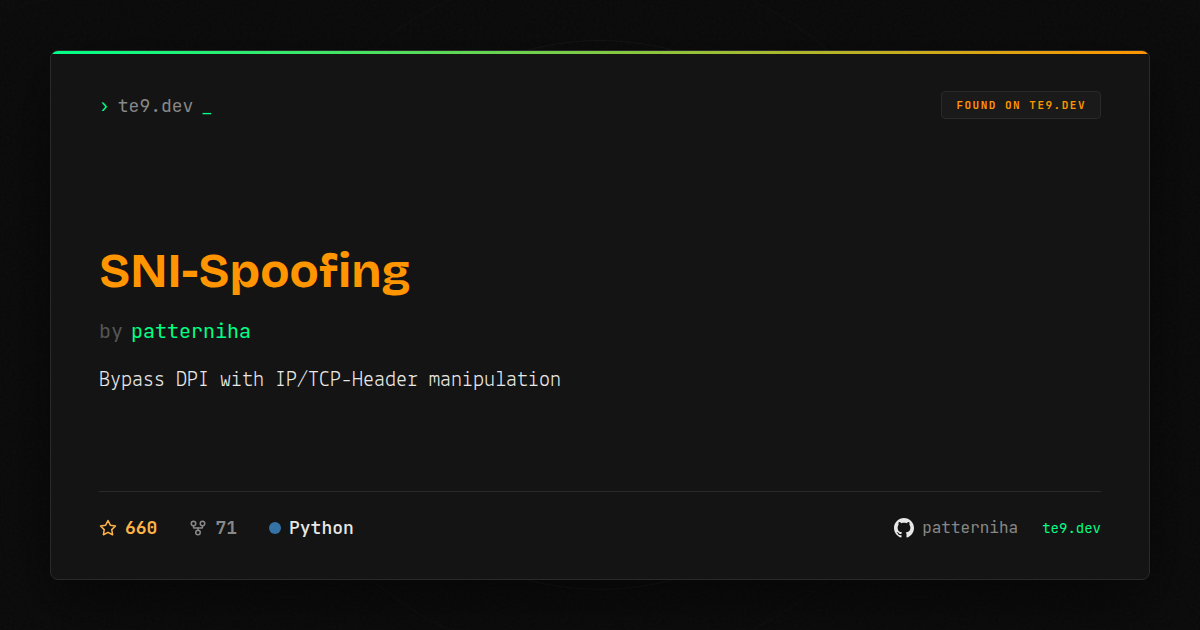 › te9.dev _
FOUND ON TE9.DEV
SNI-Spoofing
by patterniha
Bypass DPI with IP/TCP-Header manipulation
660 71 Python
patterniha te9.dev